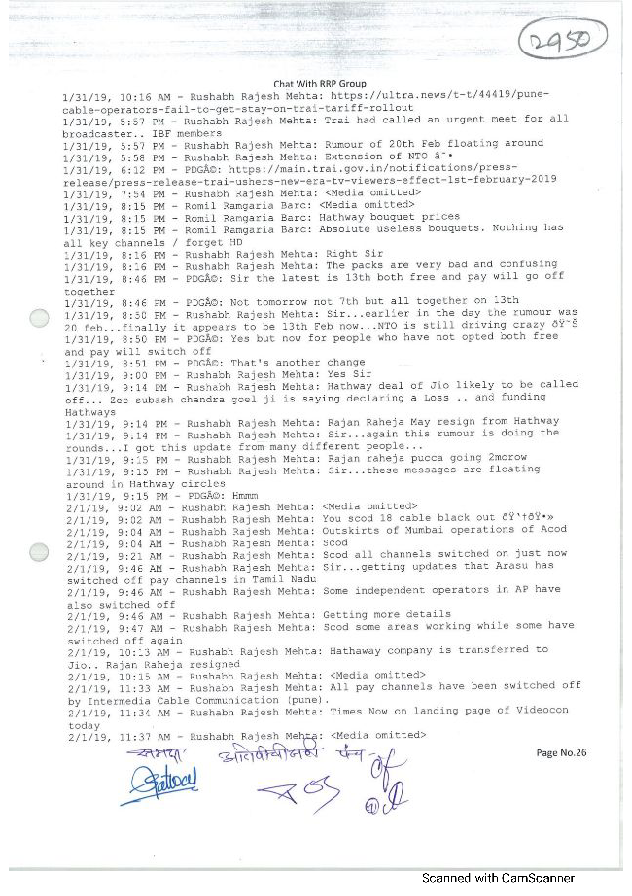 2950
Chat With RRP Group
1/31/19, 10:16 AM - Rushabh Rajesh Mehta: https://ultra.news/t-t/44419/pune-
cable-operators-fail-to-get-stay-on-trai-tariff-rollout
1/31/19, 5:57 PM - Rushabh Rajesh Mehta: Trai had called an urgent meet for all
broadcaster.. IBF members
1/31/19, 5:57 PM - Rushabh Rajesh Mehta: Rumour of 20th Feb floating around
1/31/19, 5:58 PM - Rushabh Rajesh Mehta: Extension of NTO
1/31/19, 6:12 PM - PDG©: https://main.trai.gov.in/notifications/press-
release/press-release-trai-ushers-new-era-tv-viewers-effect-1st-february-2019
1/31/19, 7:54 PM - Rushabh Rajesh Mehta: <Media omitted>
1/31/19, 8:15 PM - Romil Ramgaria Barc: <Media omitted>
1/31/19, 8:15 PM - Romil Ramgaria Barc: Hathway bouquet prices
1/31/19, 8:15 PM - Romil Ramgaria Barc: Absolute useless bouquets. Nothing has
all key channels / forget HD
1/31/19, 8:16 PM - Rushabh Rajesh Mehta: Right Sir
1/31/19, 8:16 PM - Rushabh Rajesh Mehta: The packs are very bad and confusing
1/31/19, 8:46 PM - PDGÃ©: Sir the latest is 13th both free and pay will go off
together
1/31/19, 8:46 PM - PDGÃ©: Not tomorrow not 7th but all together on 13th
1/31/19, 8:50 PM - Rushabh Rajesh Mehta: Sir...earlier in the day the rumour was
20 feb...finally it appears to be 13th Feb now...NTO is still driving crazy ðŸ˜Š
1/31/19, 8:50 PM - PDGÃ©: Yes but now for people who have not opted both free
and pay will switch off
1/31/19, 8:51 PM - PDGÃ©: That's another change
1/31/19, 9:00 PM - Rushabh Rajesh Mehta: Yes Sir
1/31/19, 9:14 PM - Rushabh Rajesh Mehta: Hathway deal of Jio likely to be called
off... Zee subash chandra goel ji is saying declaring a Loss .. and funding
Hathways
1/31/19, 9:14 PM - Rushabh Rajesh Mehta: Rajan Raheja May resign from Hathway
1/31/19, 9:14 PM - Rushabh Rajesh Mehta: Sir...again this rumour is doing the
rounds...I got this update from many different people...
1/31/19, 9:15 PM - Rushabh Rajesh Mehta: Rajan raheja pucca going 2mcrow
1/31/19, 9:15 PM - Rushabh Rajesh Mehta: Sir...these messages are floating
around in Hathway circles
1/31/19, 9:15 PM - PDGÃ©: Hmmm
2/1/19, 9:02 AM - Rushabh Rajesh Mehta: <Media omitted>
2/1/19, 9:02 AM - Rushabh Rajesh Mehta: You scod 18 cable black out
2/1/19, 9:04 AM - Rushabh Rajesh Mehta: Outskirts of Mumbai operations of Acod
2/1/19, 9:04 AM - Rushabh Rajesh Mehta: Scod
2/1/19, 9:21 AM - Rushabh Rajesh Mehta: Scod all channels switched on just now
2/1/19, 9:46 AM - Rushabh Rajesh Mehta: Sir...getting updates that Arasu has
switched off pay channels in Tamil Nadu
2/1/19, 9:46 AM - Rushabh Rajesh Mehta: Some independent operators in AP have
also switched off
2/1/19, 9:46 AM - Rushabh Rajesh Mehta: Getting more details
2/1/19, 9:47 AM - Rushabh Rajesh Mehta: Scod some areas working while some have
switched off again
2/1/19, 10:13 AM - Rushabh Rajesh Mehta: Hathaway company is transferred to
Jio.. Rajan Raheja resigned
2/1/19, 10:15 AM - Rushabh Rajesh Mehta: <Media omitted>
2/1/19, 11:33 AM - Rushabh Rajesh Mehta: All pay channels have been switched off
by Intermedia Cable Communication (pune).
2/1/19, 11:34 AM - Rushabh Rajesh Mehta: Times Now on landing page of Videocon
today
2/1/19, 11:37 AM - Rushabh Rajesh Mehta: <Media omitted>
समक्ष पंच
Page No.26
Scanned with CamScanner